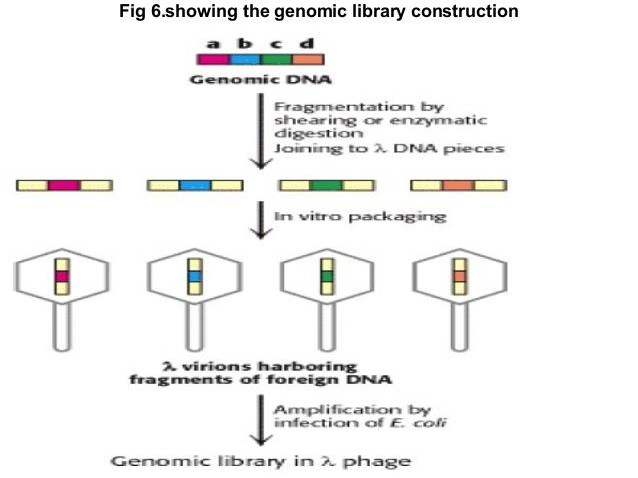 Fig 6.showing the genomic library construction
a b c d
Genomic DNA
Fragmentation by
shearing or enzymatic
digestion
Joining to λ DNA pieces
In vitro packaging
λ virions harboring
fragments of foreign DNA
Amplification by
infection of E. coli
Genomic library in λ phage